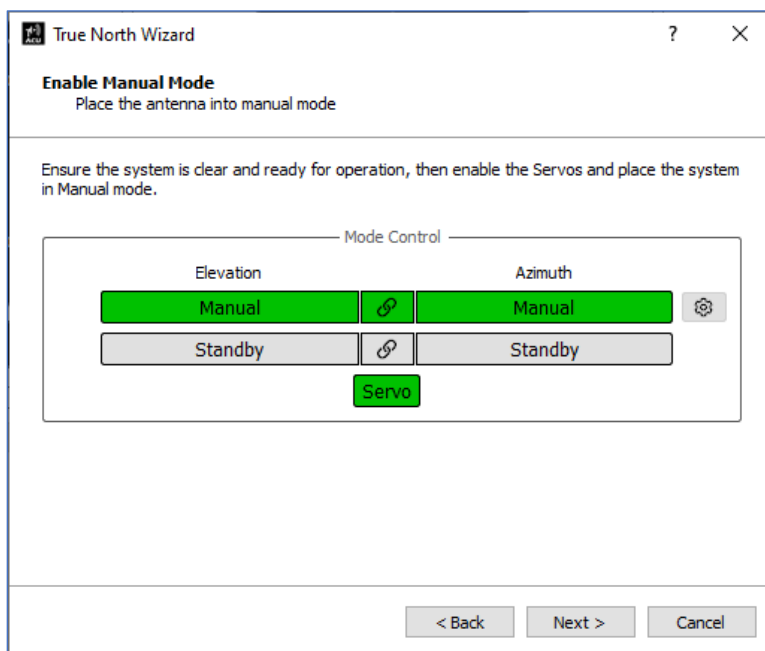 ACU True North Wizard ? X
Enable Manual Mode
Place the antenna into manual mode
Ensure the system is clear and ready for operation, then enable the Servos and place the system
in Manual mode.
Mode Control
Elevation Azimuth
Manual Manual
Standby Standby
Servo
< Back Next > Cancel